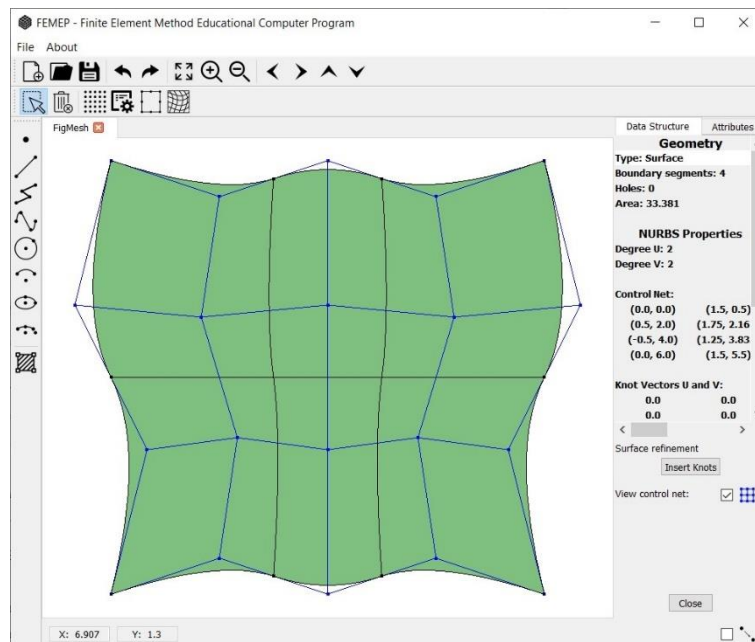 FEMEP - Finite Element Method Educational Computer Program
File About
FigMesh
Data Structure Attributes
Geometry
Type: Surface
Boundary segments: 4
Holes: 0
Area: 33.381
NURBS Properties
Degree U: 2
Degree V: 2
Control Net:
(0.0, 0.0) (1.5, 0.5)
(0.5, 2.0) (1.75, 2.16
(-0.5, 4.0) (1.25, 3.83
(0.0, 6.0) (1.5, 5.5)
Knot Vectors U and V:
0.0 0.0
0.0 0.0
Surface refinement
Insert Knots
View control net:
Close
X: 6.907 Y: 1.3